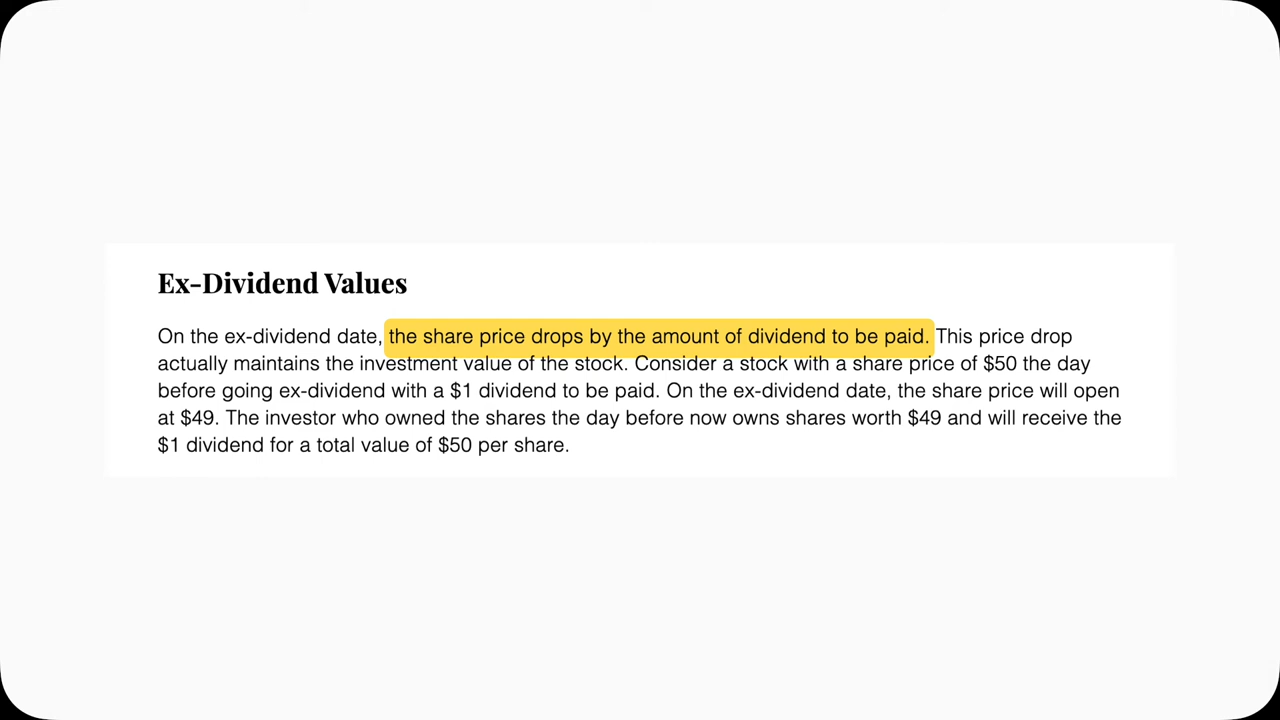 Ex-Dividend Values
On the ex-dividend date, the share price drops by the amount of dividend to be paid. This price drop
actually maintains the investment value of the stock. Consider a stock with a share price of $50 the day
before going ex-dividend with a $1 dividend to be paid. On the ex-dividend date, the share price will open
at $49. The investor who owned the shares the day before now owns shares worth $49 and will receive the
$1 dividend for a total value of $50 per share.